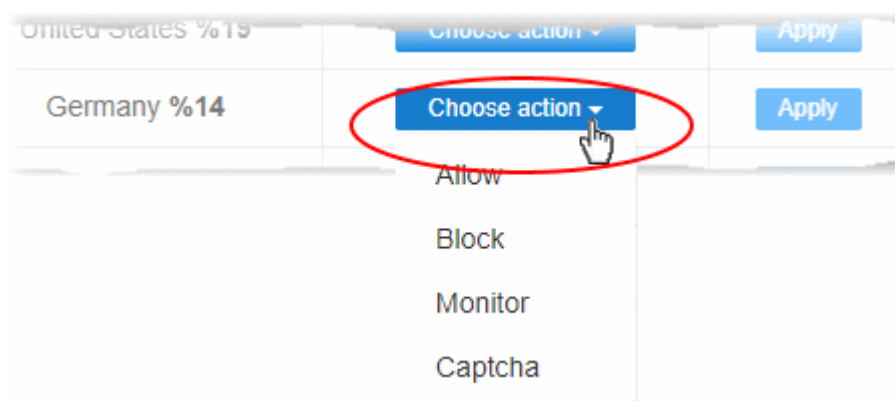 United States %19 Choose action Apply
Germany %14 Choose action Apply
Allow
Block
Monitor
Captcha